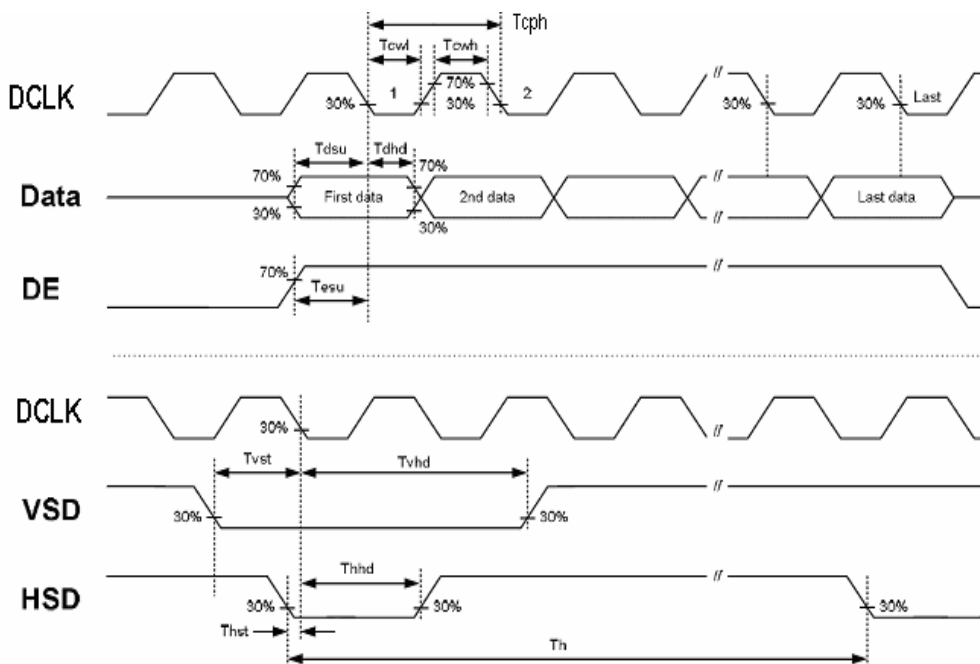 Tcph
Tcwl Tcwh
DCLK 30% 1 70% 30% 2 30% 30% Last
Tdsu Tdhd
70% 70%
Data First data 2nd data // Last data
30% 30%
70%
DE Tesu //
DCLK 30% //
Tvst Tvhd
VSD 30% 30% //
Thhd
HSD 30% 30% // 30%
Thst
Th